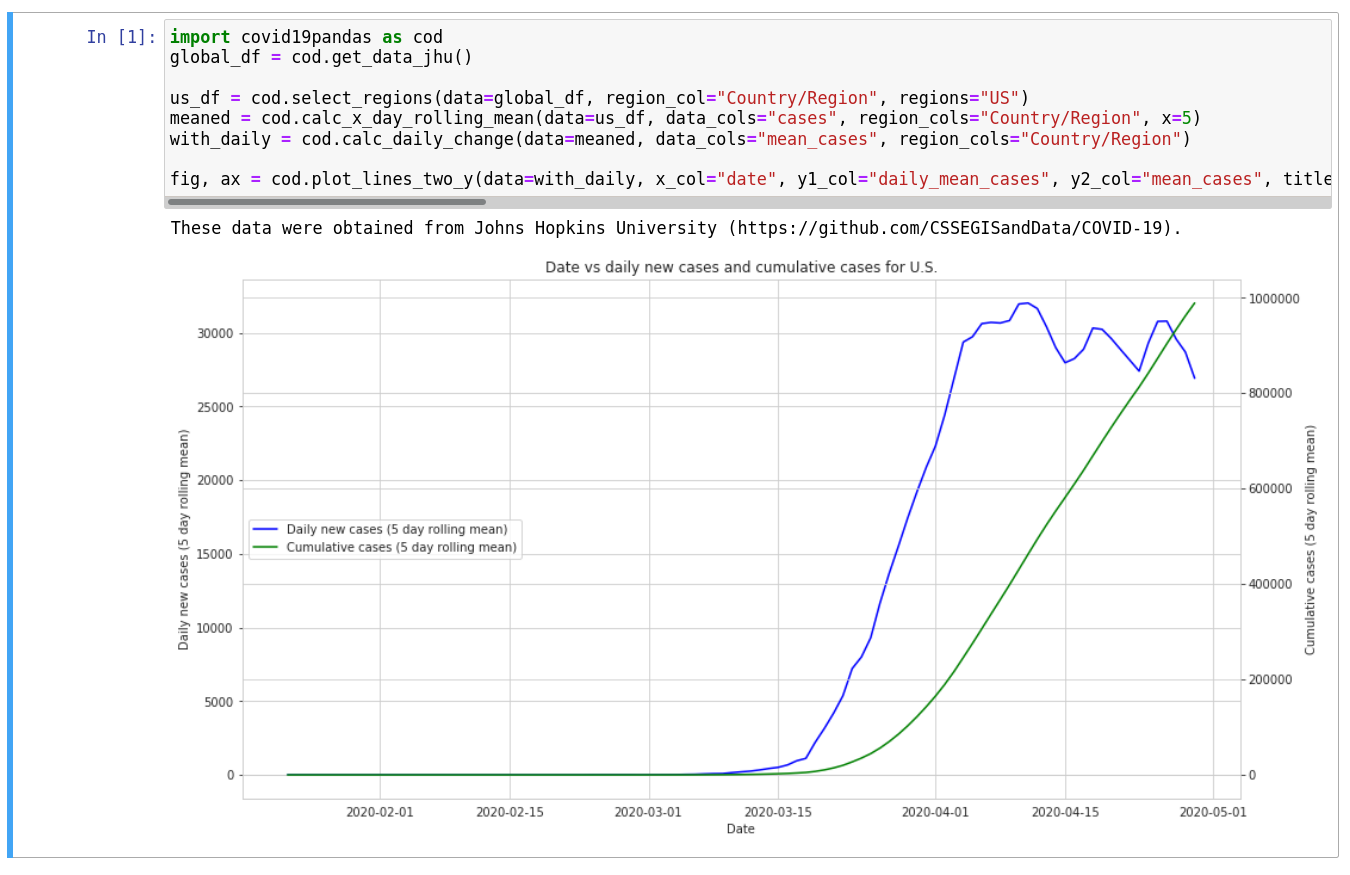 In [1]:
import covid19pandas as cod
global_df = cod.get_data_jhu()
us_df = cod.select_regions(data=global_df, region_col="Country/Region", regions="US")
meaned = cod.calc_x_day_rolling_mean(data=us_df, data_cols="cases", region_cols="Country/Region", x=5)
with_daily = cod.calc_daily_change(data=meaned, data_cols="mean_cases", region_cols="Country/Region")
fig, ax = cod.plot_lines_two_y(data=with_daily, x_col="date", y1_col="daily_mean_cases", y2_col="mean_cases", title
These data were obtained from Johns Hopkins University (https://github.com/CSSEGISandData/COVID-19).
Date vs daily new cases and cumulative cases for U.S.
Daily new cases (5 day rolling mean)
30000
25000
20000
15000
10000
5000
0
Daily new cases (5 day rolling mean)
Cumulative cases (5 day rolling mean)
1000000
800000
600000
400000
200000
0
Cumulative cases (5 day rolling mean)
2020-02-01 2020-02-15 2020-03-01 2020-03-15 2020-04-01 2020-04-15 2020-05-01
Date